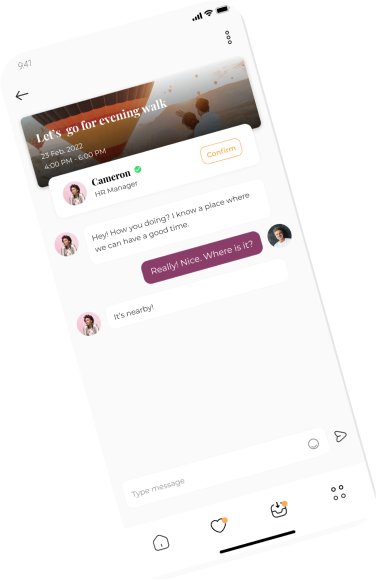 9:41
Let's go for evening walk
23 Feb, 2022
4:00 PM - 6:00 PM
Cameron
HR Manager
Confirm
Hey! How you doing? I know a place where
we can have a good time.
Really! Nice. Where is it?
It's nearby!
Type message